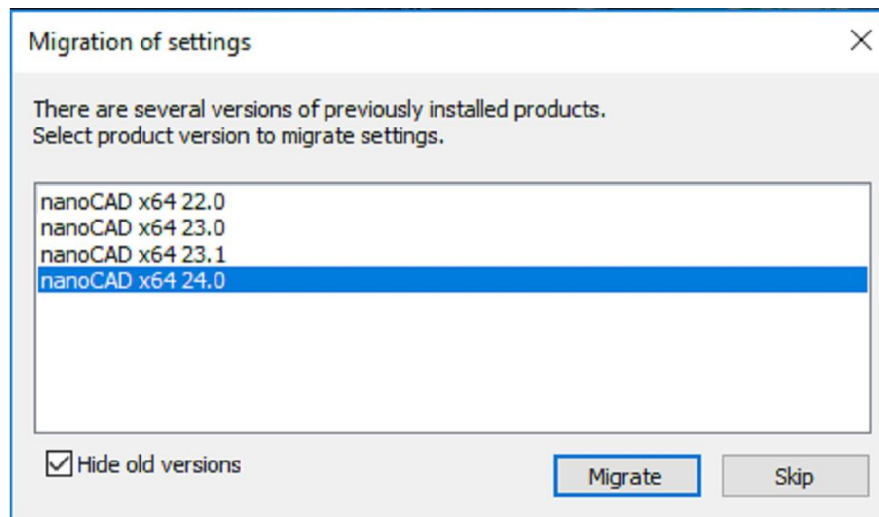 Migration of settings
There are several versions of previously installed products.
Select product version to migrate settings.
nanoCAD x64 22.0
nanoCAD x64 23.0
nanoCAD x64 23.1
nanoCAD x64 24.0
Hide old versions
Migrate
Skip